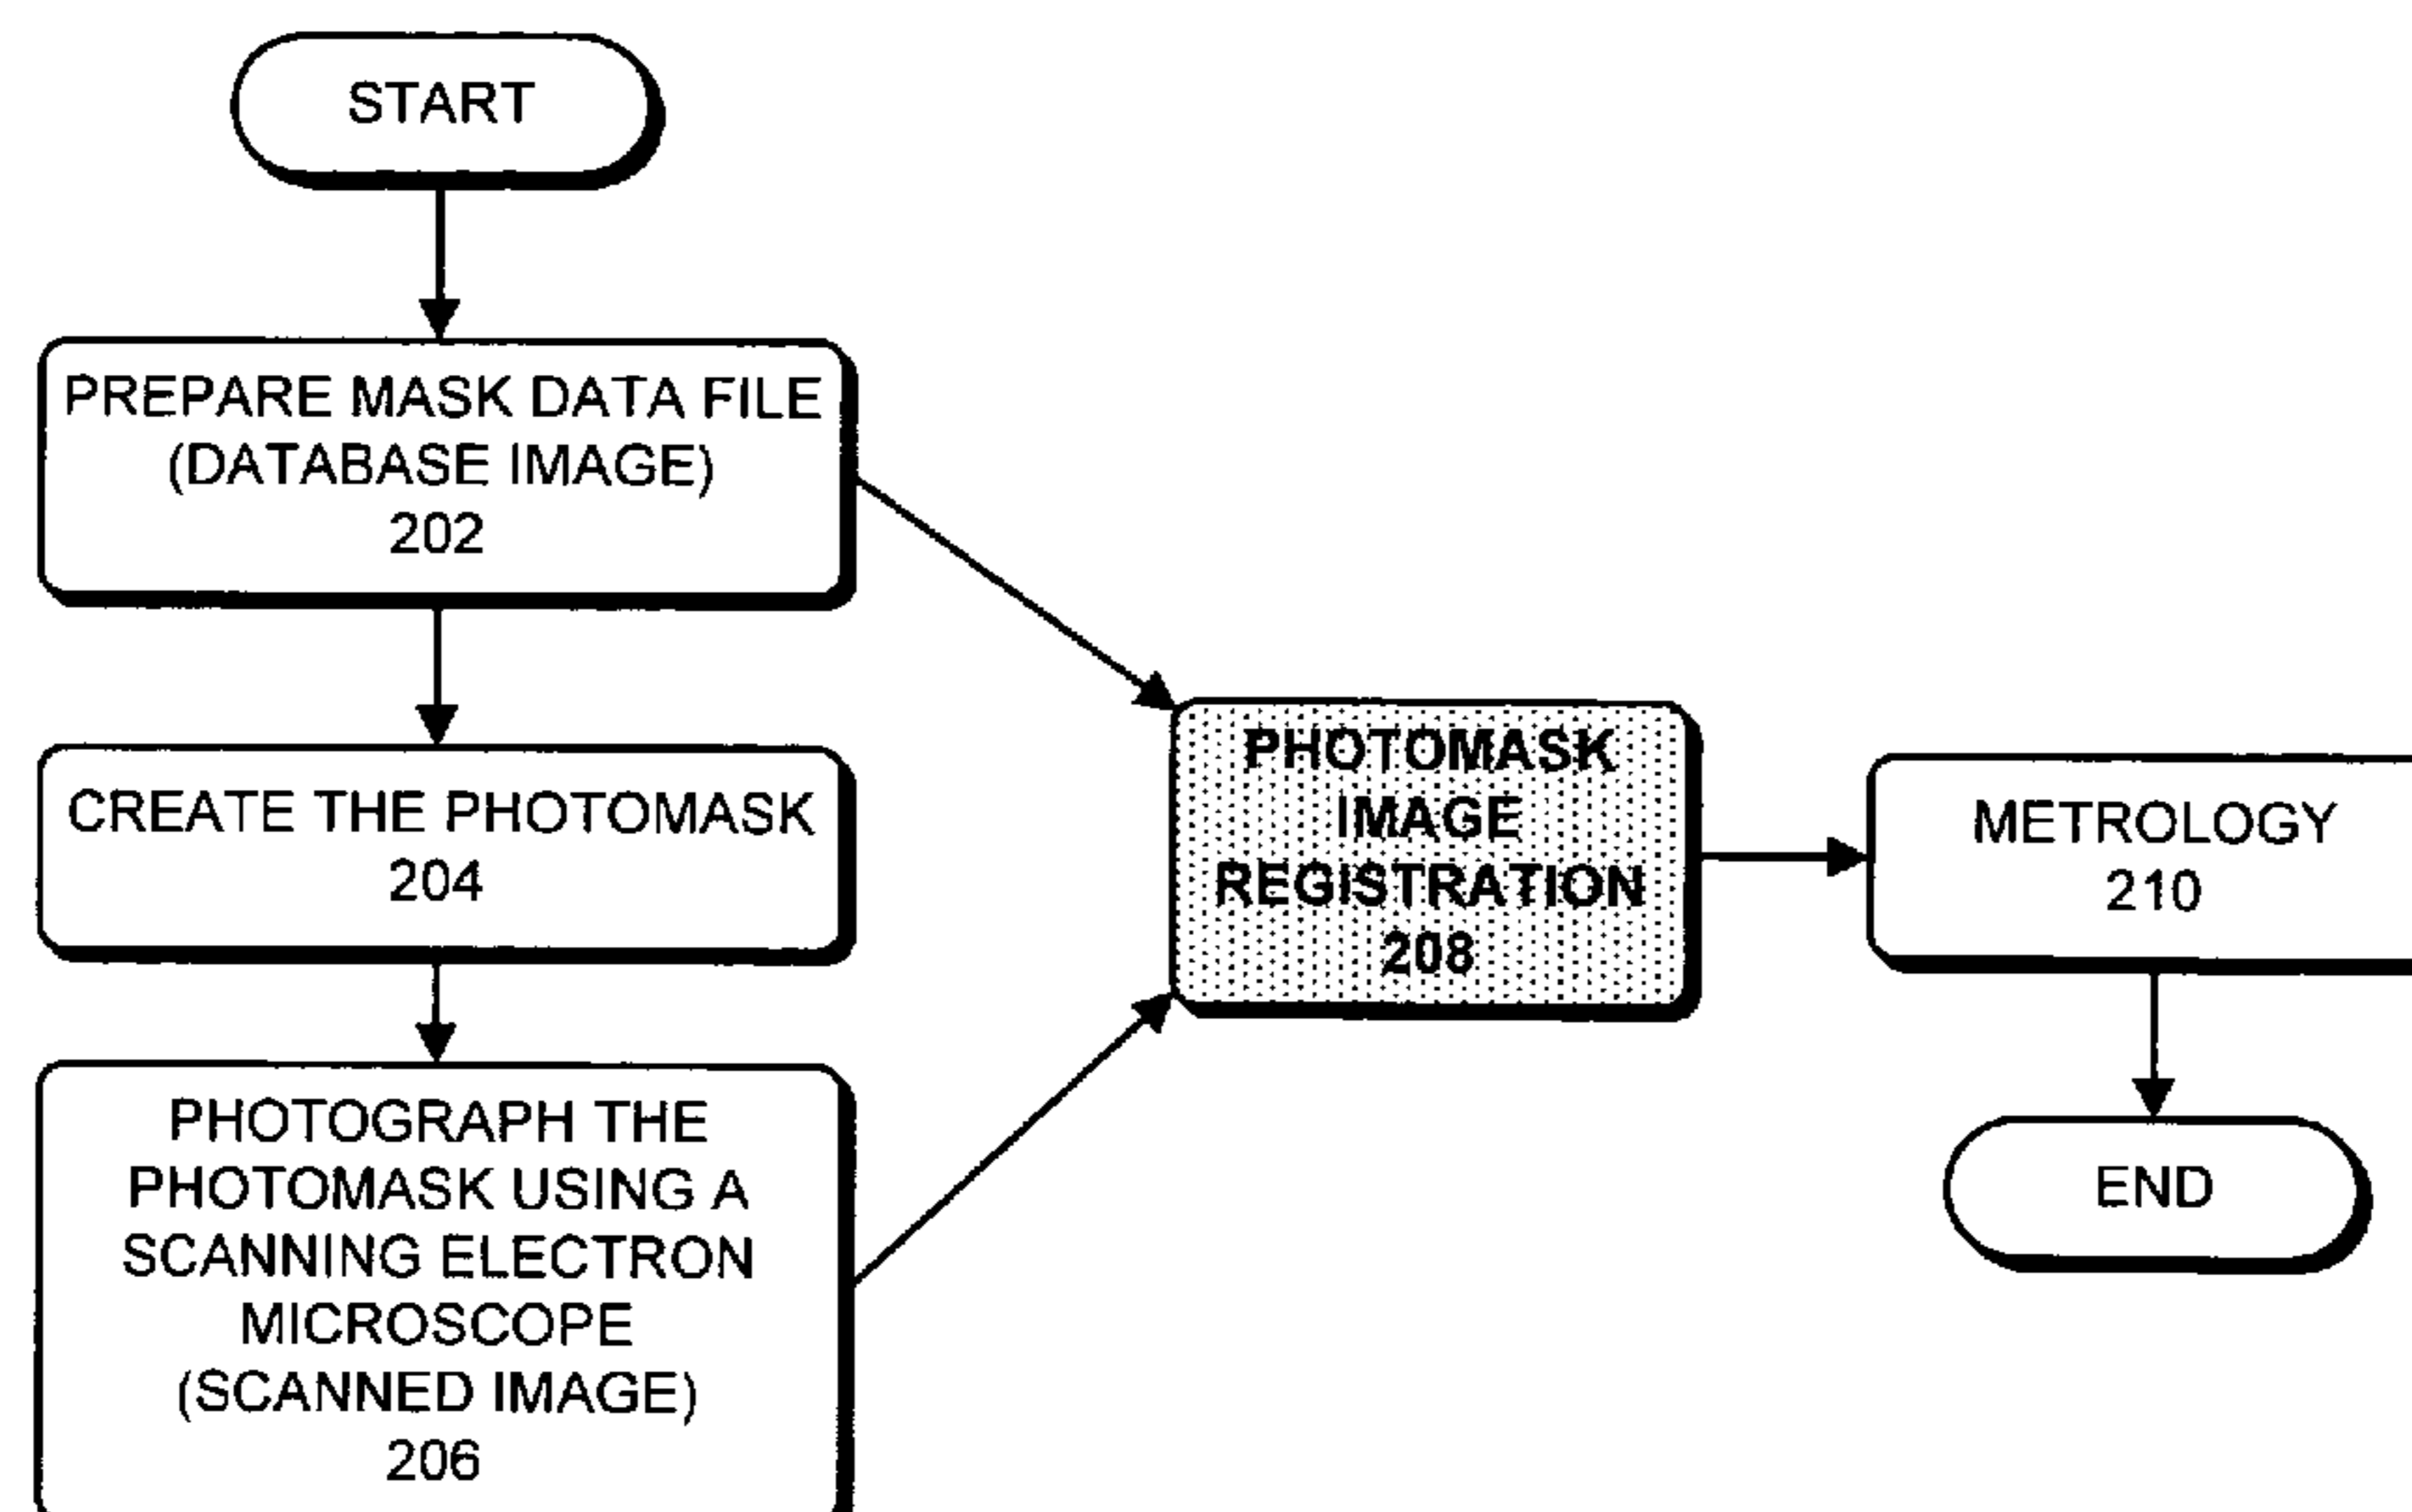 START
PREPARE MASK DATA FILE
(DATABASE IMAGE)
202
CREATE THE PHOTOMASK
204
PHOTOGRAPH THE
PHOTOMASK USING A
SCANNING ELECTRON
MICROSCOPE
(SCANNED IMAGE)
206
PHOTOMASK
IMAGE
REGISTRATION
208
METROLOGY
210
END